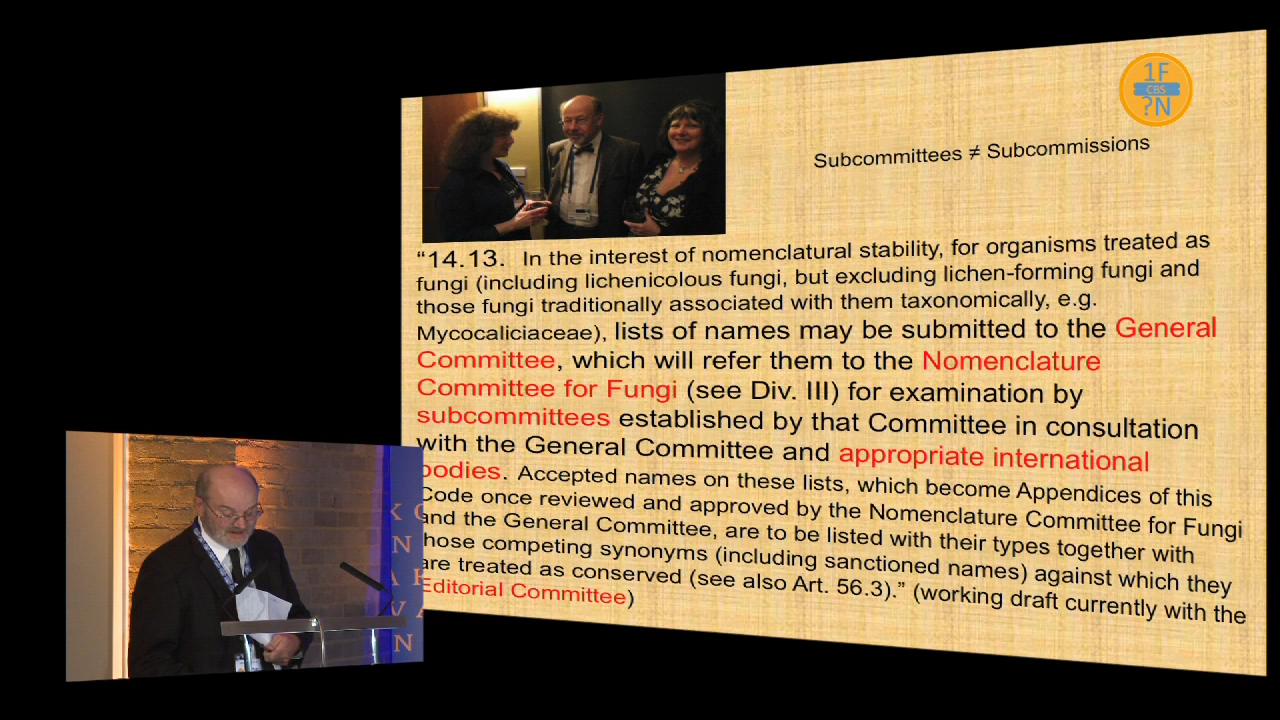 1F
CBS
?N
Subcommittees ≠ Subcommissions
“14.13. In the interest of nomenclatural stability, for organisms treated as
fungi (including lichenicolous fungi, but excluding lichen-forming fungi and
those fungi traditionally associated with them taxonomically, e.g.
Mycocaliciaceae), lists of names may be submitted to the General
Committee, which will refer them to the Nomenclature
Committee for Fungi (see Div. III) for examination by
subcommittees established by that Committee in consultation
with the General Committee and appropriate international
bodies. Accepted names on these lists, which become Appendices of this
Code once reviewed and approved by the Nomenclature Committee for Fungi
and the General Committee, are to be listed with their types together with
those competing synonyms (including sanctioned names) against which they
are treated as conserved (see also Art. 56.3).” (working draft currently with the
Editorial Committee)